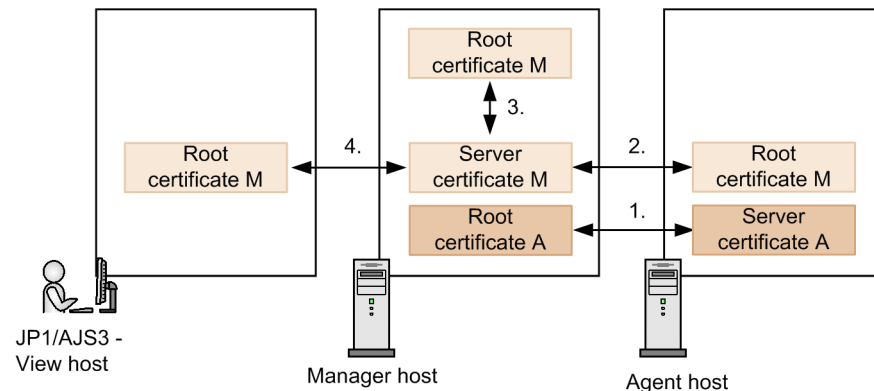 Root
certificate M
3.
Root
certificate M
4.
Server
certificate M
2.
Root
certificate M
Root
certificate A
1.
Server
certificate A
JP1/AJS3 -
View host
Manager host
Agent host